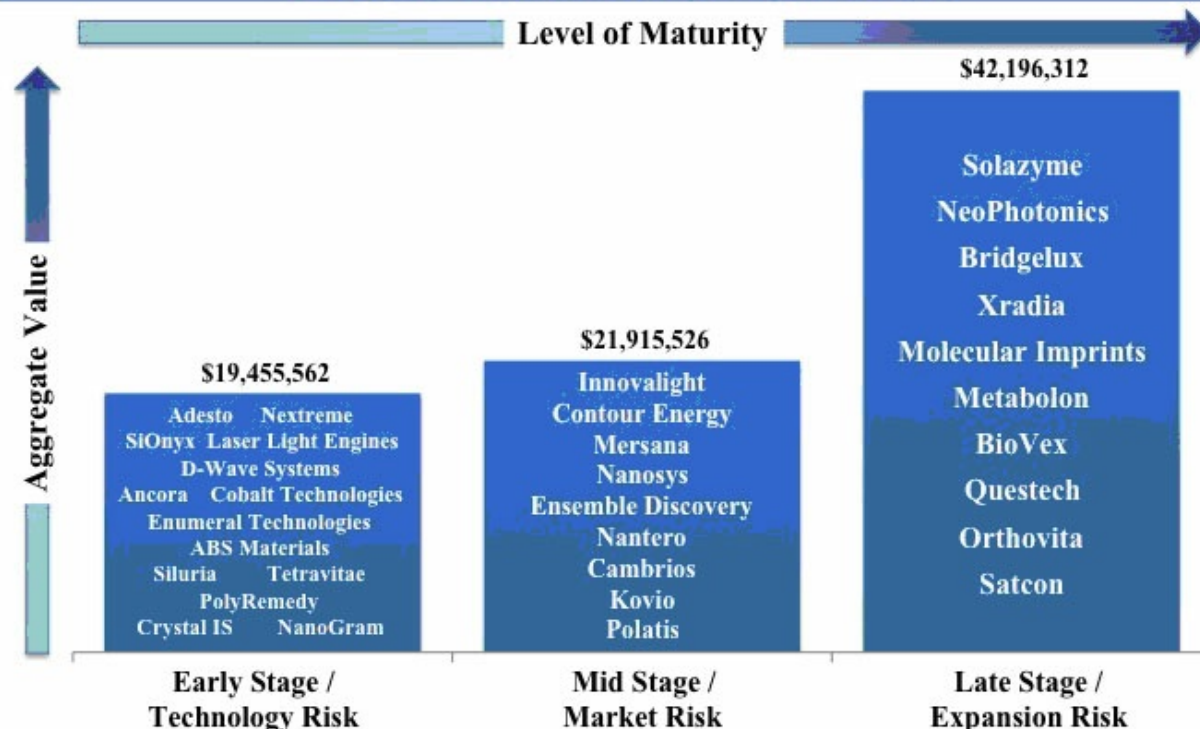 Level of Maturity
Aggregate Value
$19,455,562
Adesto Nextreme
SiOnyx Laser Light Engines
D-Wave Systems
Ancora Cobalt Technologies
Enumeral Technologies
ABS Materials
Siluria Tetravitae
PolyRemedy
Crystal IS NanoGram
Early Stage /
Technology Risk
$21,915,526
Innovalight
Contour Energy
Mersana
Nanosys
Ensemble Discovery
Nantero
Cambrios
Kovio
Polatis
Mid Stage /
Market Risk
$42,196,312
Solazyme
NeoPhotonics
Bridgelux
Xradia
Molecular Imprints
Metabolon
BioVex
Questech
Orthovita
Satcon
Late Stage /
Expansion Risk